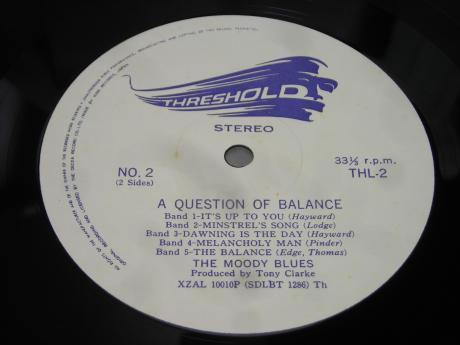 THRESHOLD
STEREO
NO. 2
(2 Sides)
33⅓ r.p.m.
THL-2
A QUESTION OF BALANCE
Band 1-IT'S UP TO YOU (Hayward)
Band 2-MINSTREL'S SONG (Lodge)
Band 3-DAWNING IS THE DAY (Hayward)
Band 4-MELANCHOLY MAN (Pinder)
Band 5-THE BALANCE (Edge, Thomas)
THE MOODY BLUES
Produced by Tony Clarke
XZAL 10010P (SDLBT 1286) Th